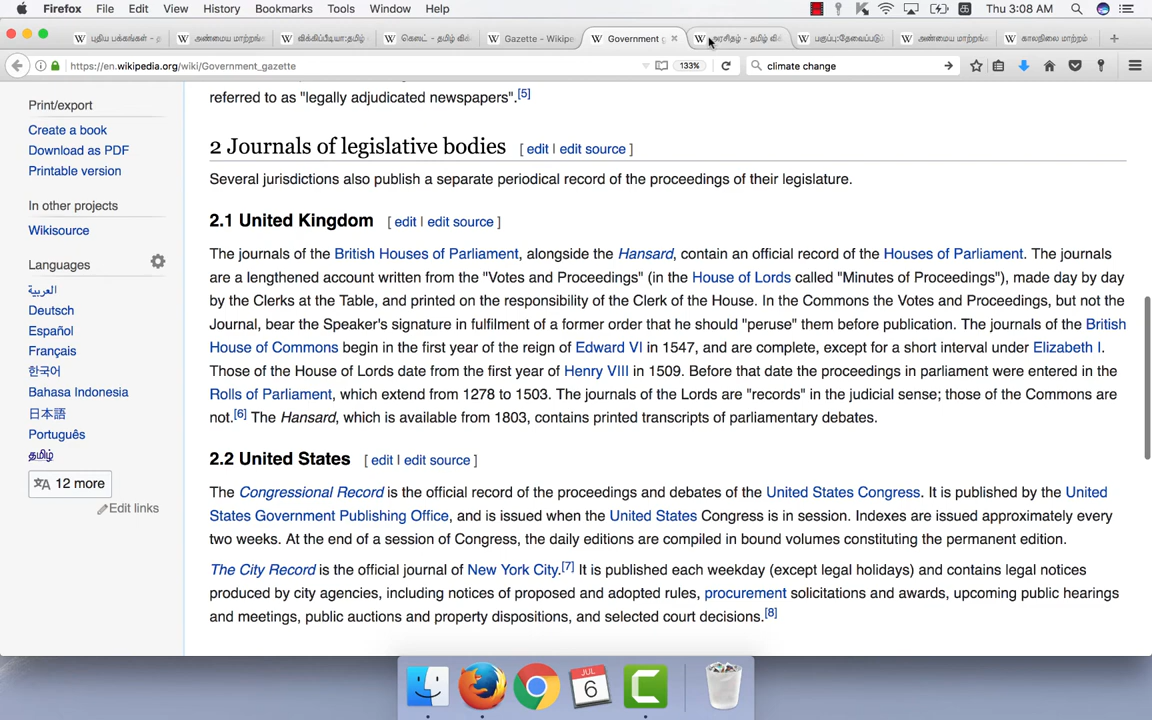 Firefox File Edit View History Bookmarks Tools Window Help Thu 3:08 AM
புதிய பக்கங்கள் - த அண்மைய மாற்றங் விக்கிப்பீடியா:தமிழ் கெஸட் - தமிழ் வி Gazette - Wikipe Government g அரசிதழ் - தமிழ் விக் பகுப்பு:தேவைப்படு அண்மைய மாற்றங் காலநிலை மாற்றம்
https://en.wikipedia.org/wiki/Government_gazette 133% climate change
Print/export
Create a book
Download as PDF
Printable version
In other projects
Wikisource
Languages
العربية
Deutsch
Español
Français
한국어
Bahasa Indonesia
日本語
Português
தமிழ்
12 more
Edit links
referred to as "legally adjudicated newspapers".[5]
2 Journals of legislative bodies [ edit | edit source ]
Several jurisdictions also publish a separate periodical record of the proceedings of their legislature.
2.1 United Kingdom [ edit | edit source ]
The journals of the British Houses of Parliament, alongside the Hansard, contain an official record of the Houses of Parliament. The journals
are a lengthened account written from the "Votes and Proceedings" (in the House of Lords called "Minutes of Proceedings"), made day by day
by the Clerks at the Table, and printed on the responsibility of the Clerk of the House. In the Commons the Votes and Proceedings, but not the
Journal, bear the Speaker's signature in fulfilment of a former order that he should "peruse" them before publication. The journals of the British
House of Commons begin in the first year of the reign of Edward VI in 1547, and are complete, except for a short interval under Elizabeth I.
Those of the House of Lords date from the first year of Henry VIII in 1509. Before that date the proceedings in parliament were entered in the
Rolls of Parliament, which extend from 1278 to 1503. The journals of the Lords are "records" in the judicial sense; those of the Commons are
not.[6] The Hansard, which is available from 1803, contains printed transcripts of parliamentary debates.
2.2 United States [ edit | edit source ]
The Congressional Record is the official record of the proceedings and debates of the United States Congress. It is published by the United
States Government Publishing Office, and is issued when the United States Congress is in session. Indexes are issued approximately every
two weeks. At the end of a session of Congress, the daily editions are compiled in bound volumes constituting the permanent edition.
The City Record is the official journal of New York City.[7] It is published each weekday (except legal holidays) and contains legal notices
produced by city agencies, including notices of proposed and adopted rules, procurement solicitations and awards, upcoming public hearings
and meetings, public auctions and property dispositions, and selected court decisions.[8]
JUL
6